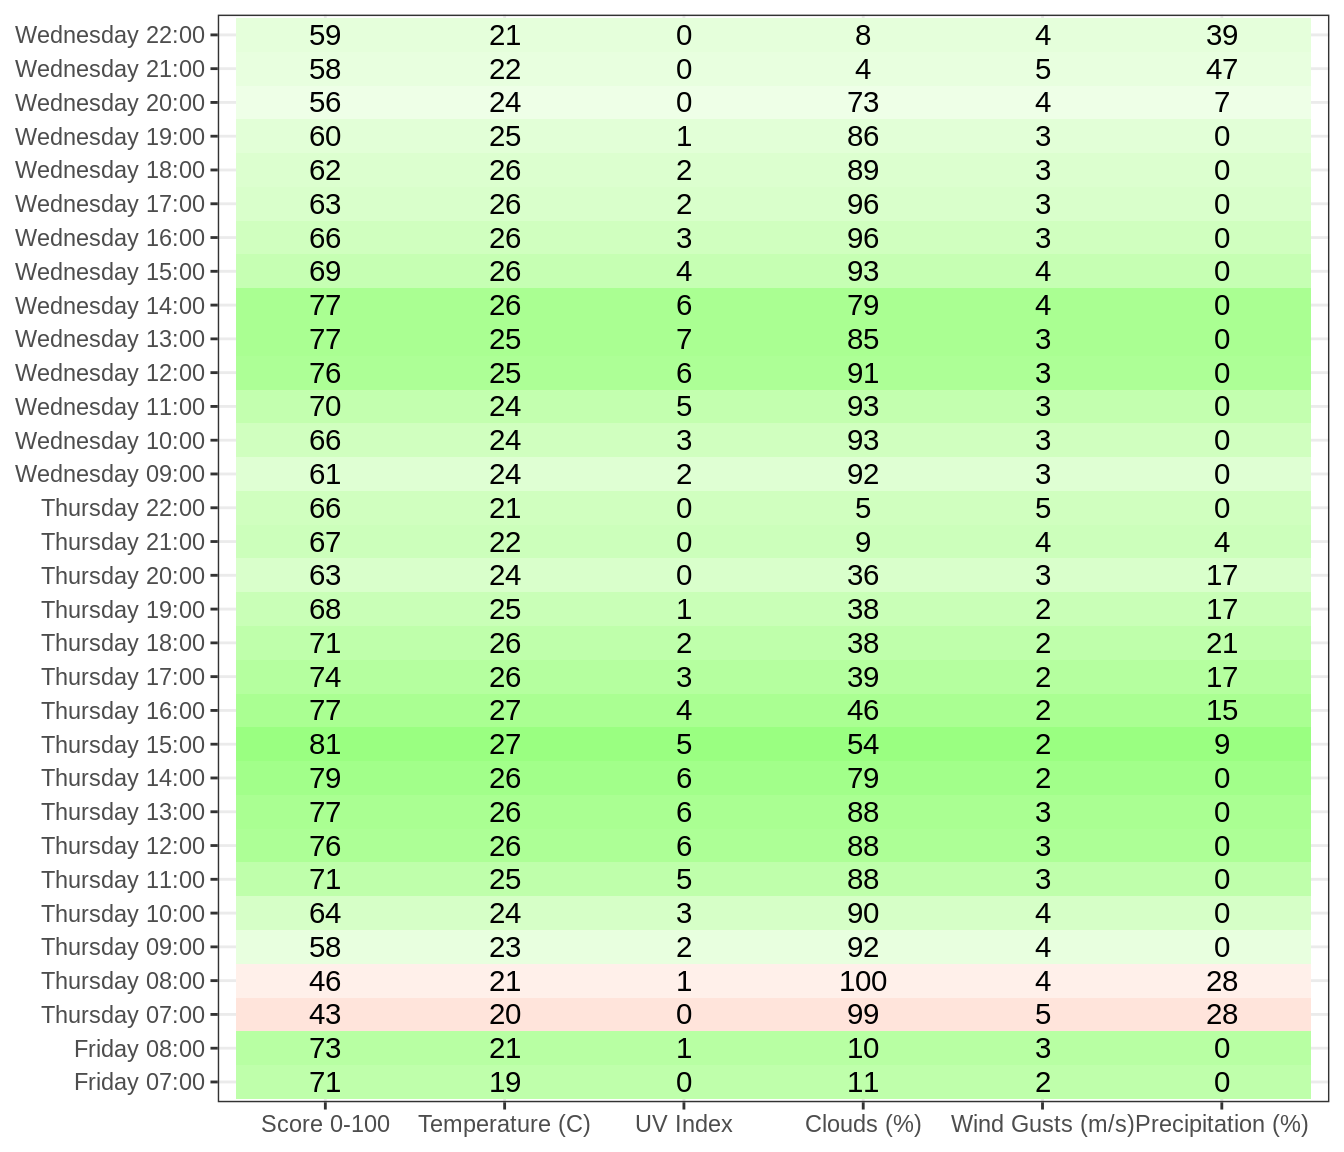 Wednesday 22:00 59 21 0 8 4 39
Wednesday 21:00 58 22 0 4 5 47
Wednesday 20:00 56 24 0 73 4 7
Wednesday 19:00 60 25 1 86 3 0
Wednesday 18:00 62 26 2 89 3 0
Wednesday 17:00 63 26 2 96 3 0
Wednesday 16:00 66 26 3 96 3 0
Wednesday 15:00 69 26 4 93 4 0
Wednesday 14:00 77 26 6 79 4 0
Wednesday 13:00 77 25 7 85 3 0
Wednesday 12:00 76 25 6 91 3 0
Wednesday 11:00 70 24 5 93 3 0
Wednesday 10:00 66 24 3 93 3 0
Wednesday 09:00 61 24 2 92 3 0
Thursday 22:00 66 21 0 5 5 0
Thursday 21:00 67 22 0 9 4 4
Thursday 20:00 63 24 0 36 3 17
Thursday 19:00 68 25 1 38 2 17
Thursday 18:00 71 26 2 38 2 21
Thursday 17:00 74 26 3 39 2 17
Thursday 16:00 77 27 4 46 2 15
Thursday 15:00 81 27 5 54 2 9
Thursday 14:00 79 26 6 79 2 0
Thursday 13:00 77 26 6 88 3 0
Thursday 12:00 76 26 6 88 3 0
Thursday 11:00 71 25 5 88 3 0
Thursday 10:00 64 24 3 90 4 0
Thursday 09:00 58 23 2 92 4 0
Thursday 08:00 46 21 1 100 4 28
Thursday 07:00 43 20 0 99 5 28
Friday 08:00 73 21 1 10 3 0
Friday 07:00 71 19 0 11 2 0
Score 0-100 Temperature (C) UV Index Clouds (%) Wind Gusts (m/s) Precipitation (%)